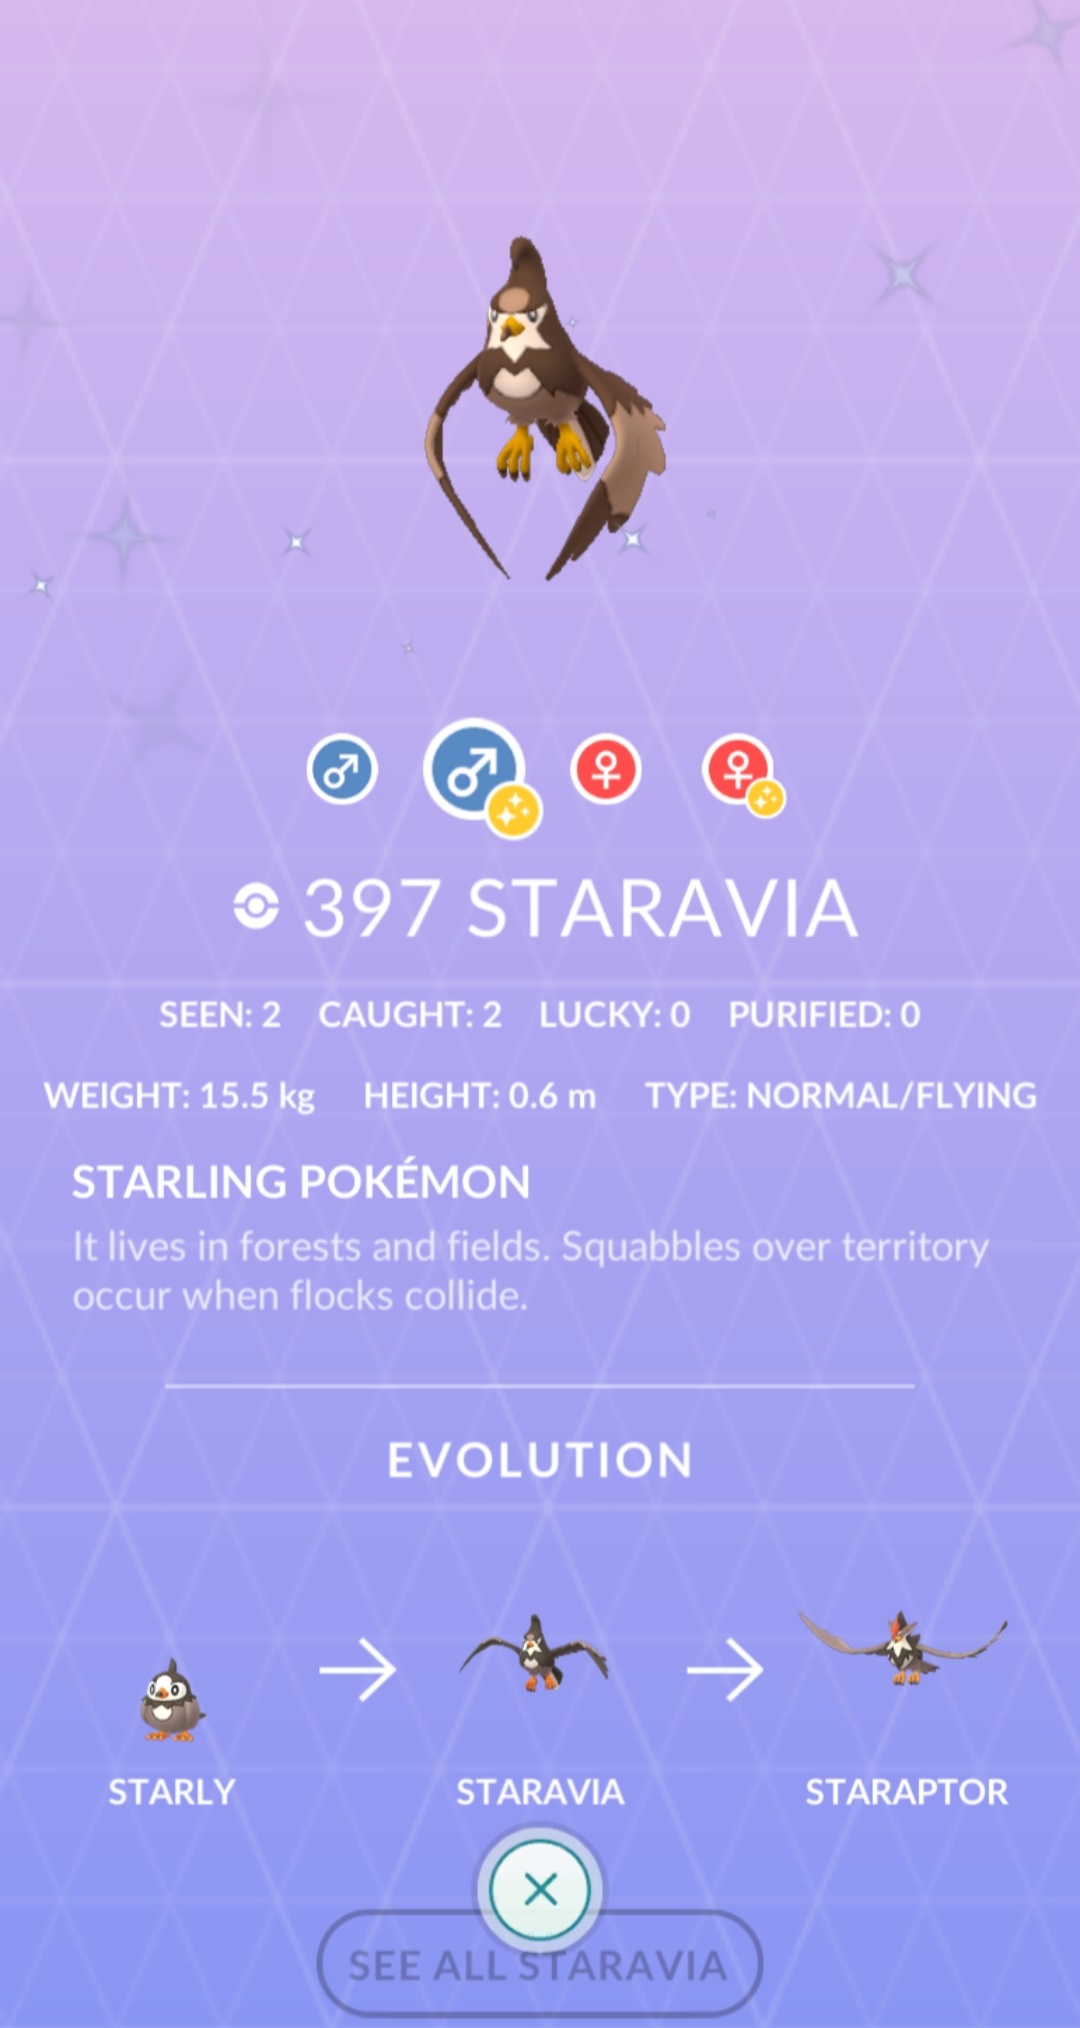 397 STARAVIA
SEEN: 2 CAUGHT: 2 LUCKY: 0 PURIFIED: 0
WEIGHT: 15.5 kg HEIGHT: 0.6 m TYPE: NORMAL/FLYING
STARLING POKÉMON
It lives in forests and fields. Squabbles over territory
occur when flocks collide.
EVOLUTION
STARLY STARAVIA STARAPTOR
SEE ALL STARAVIA